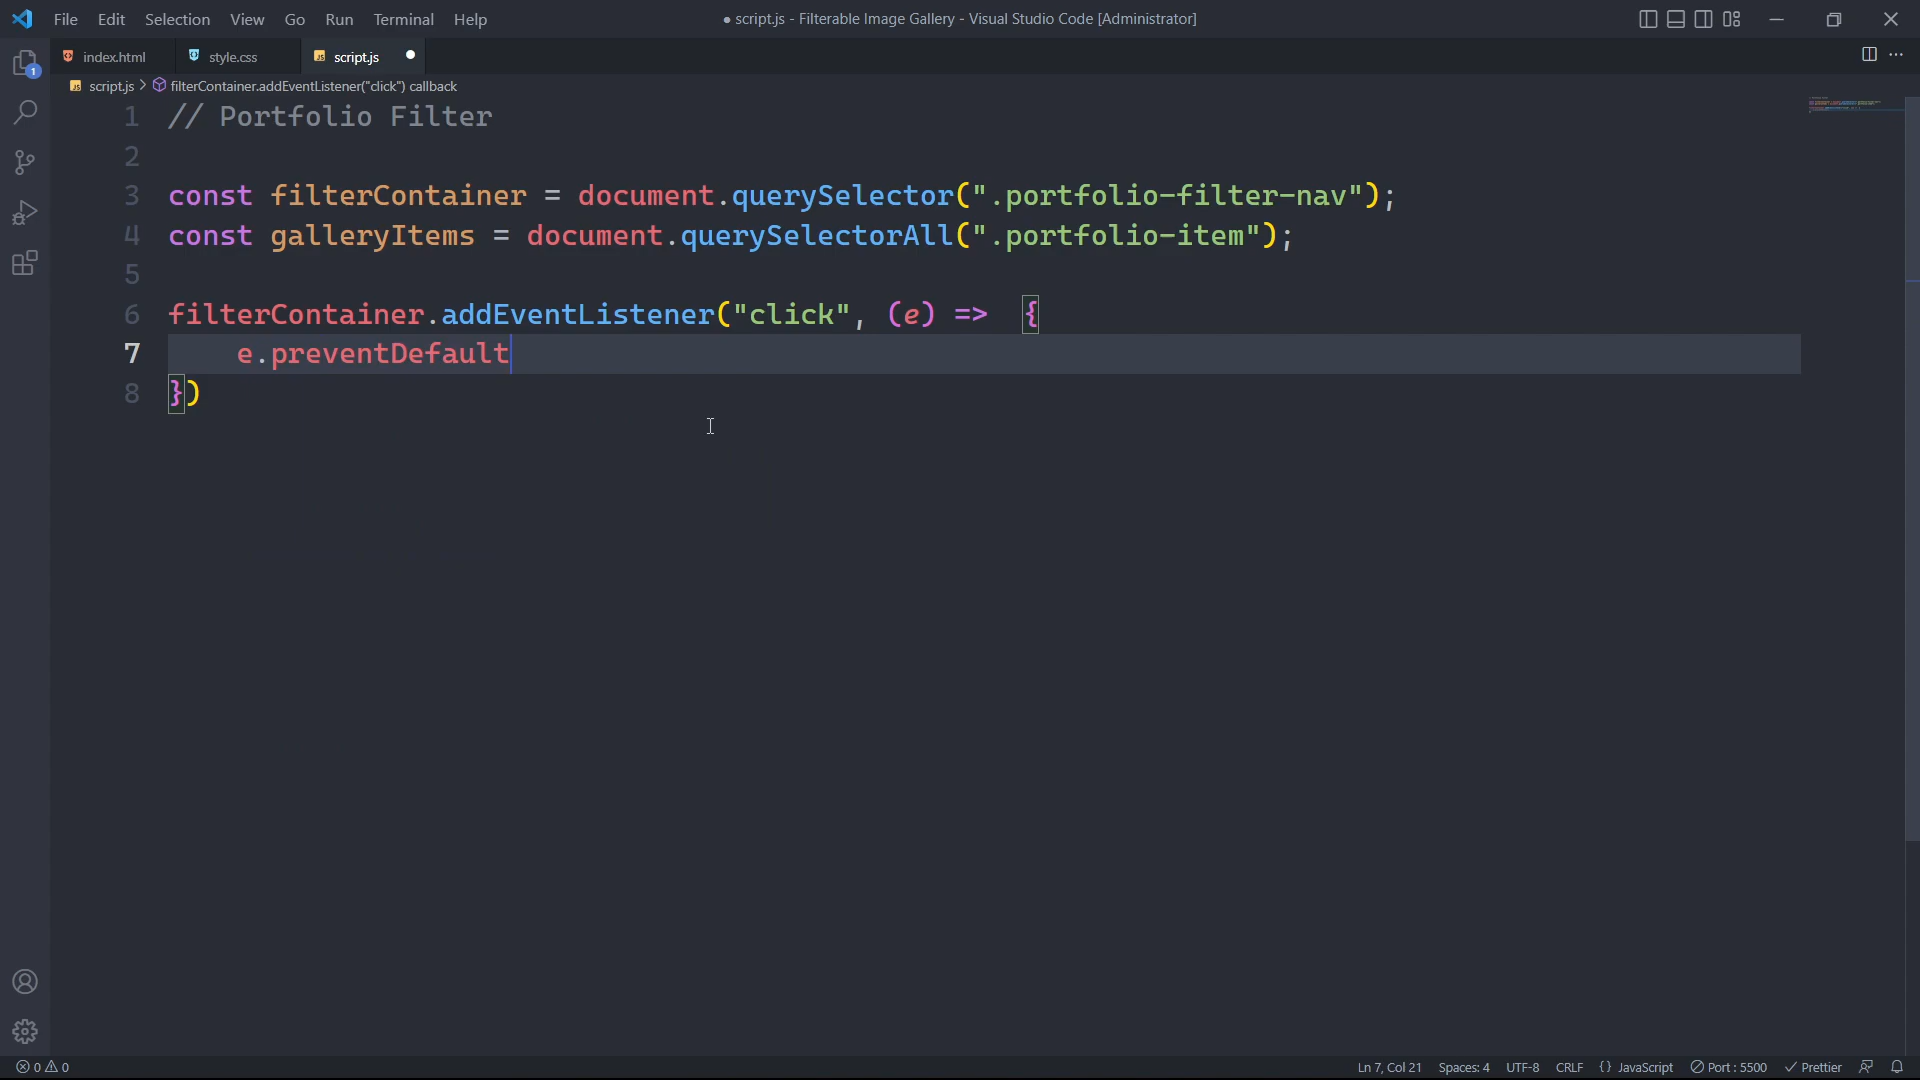 File Edit Selection View Go Run Terminal Help
● script.js - Filterable Image Gallery - Visual Studio Code [Administrator]
index.html style.css script.js
script.js > filterContainer.addEventListener("click") callback
1 // Portfolio Filter
2
3 const filterContainer = document.querySelector(".portfolio-filter-nav");
4 const galleryItems = document.querySelectorAll(".portfolio-item");
5
6 filterContainer.addEventListener("click", (e) =>  {
7     e.preventDefault
8 })
1
0 0
Ln 7, Col 21 Spaces: 4 UTF-8 CRLF {} JavaScript Port : 5500 Prettier